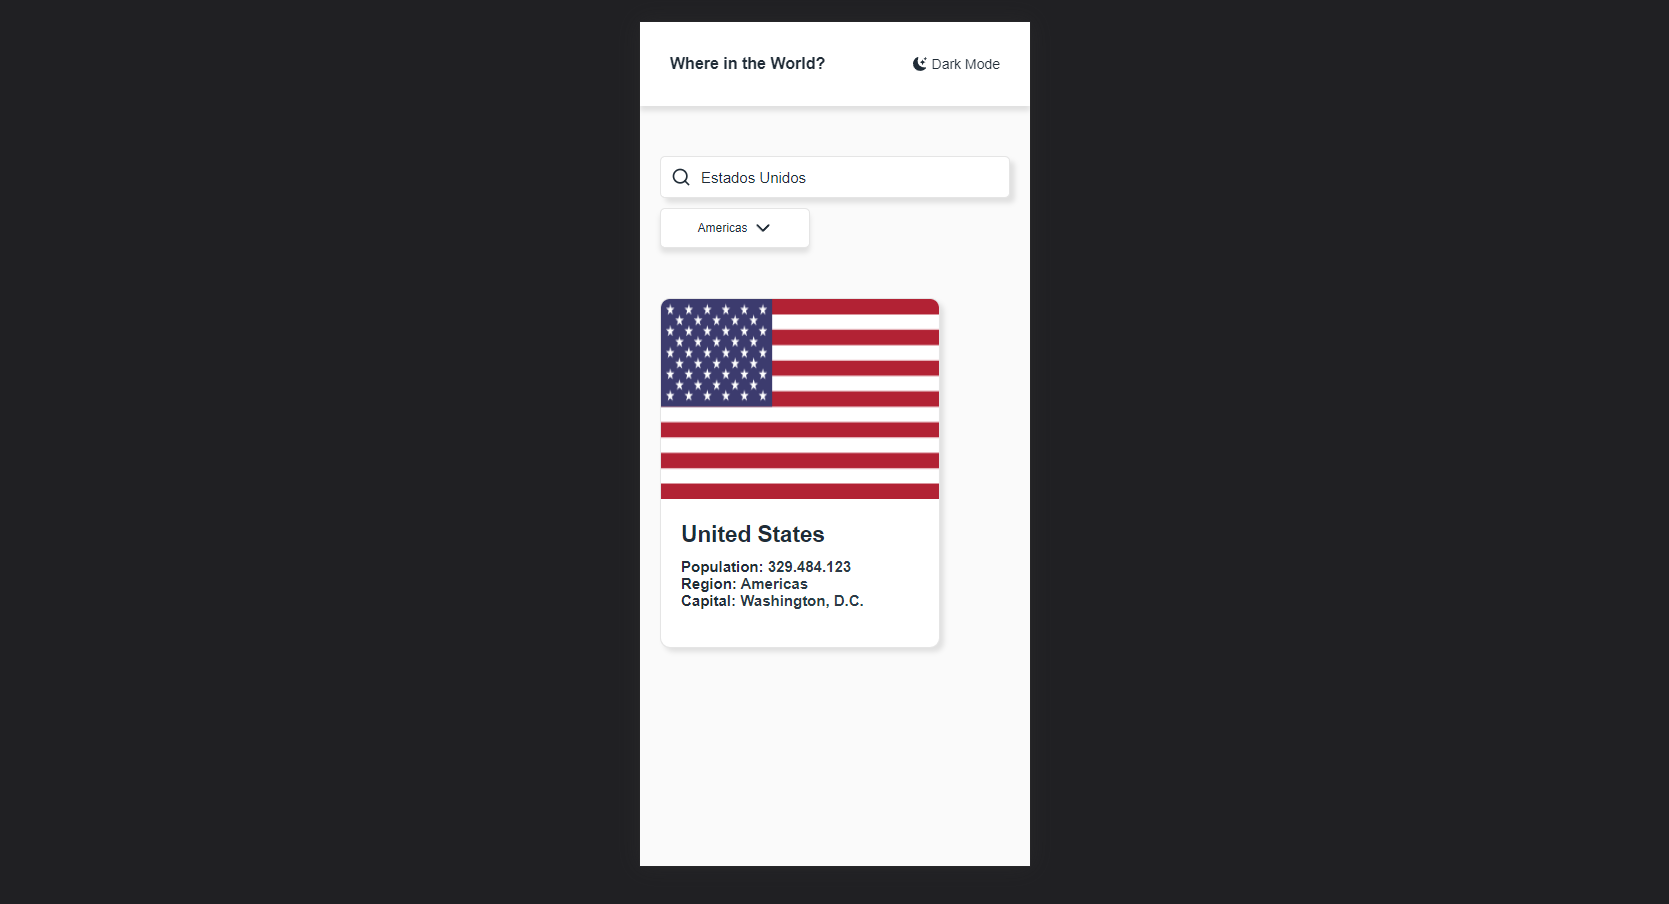 Where in the World?
Dark Mode
Estados Unidos
Americas
United States
Population: 329.484.123
Region: Americas
Capital: Washington, D.C.